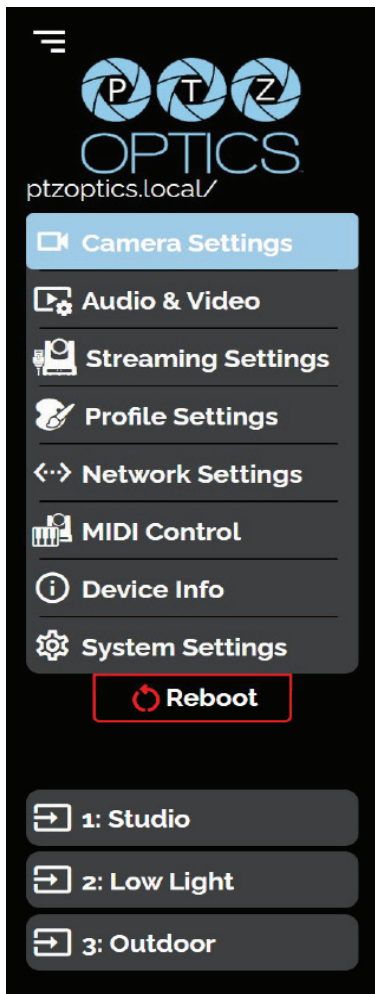 PTZ
OPTICS
ptzoptics.local/
Camera Settings
Audio & Video
Streaming Settings
Profile Settings
Network Settings
MIDI Control
Device Info
System Settings
Reboot
1: Studio
2: Low Light
3: Outdoor